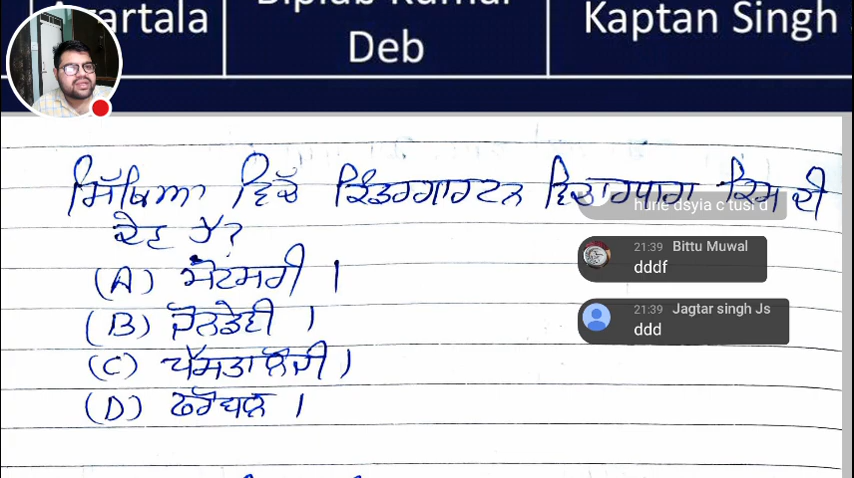 Agartala
Biplab Kumar
Deb
Kaptan Singh
ਸਿੱਖਿਆ ਵਿੱਚ ਕਿੰਡਰਗਾਰਟਨ ਵਿਚਾਰਧਾਰਾ ਕਿਸ ਦੀ
ਦੇਣ ਹੈ?
(A) ਮੋਂਟੇਸਰੀ ।
(B) ਜੌਨਡੇਵੀ ।
(C) ਪੈਸਤਾਲੋਜੀ ।
(D) ਫਰੋਬਲ ।
hune dsyia c tusi d
21:39 Bittu Muwal
dddf
21:39 Jagtar singh Js
ddd